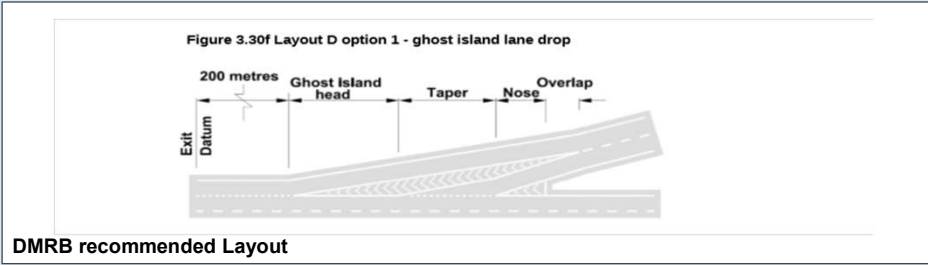 Figure 3.30f Layout D option 1 - ghost island lane drop
200 metres
Ghost Island
head
Taper
Nose
Overlap
Exit
Datum
DMRB recommended Layout